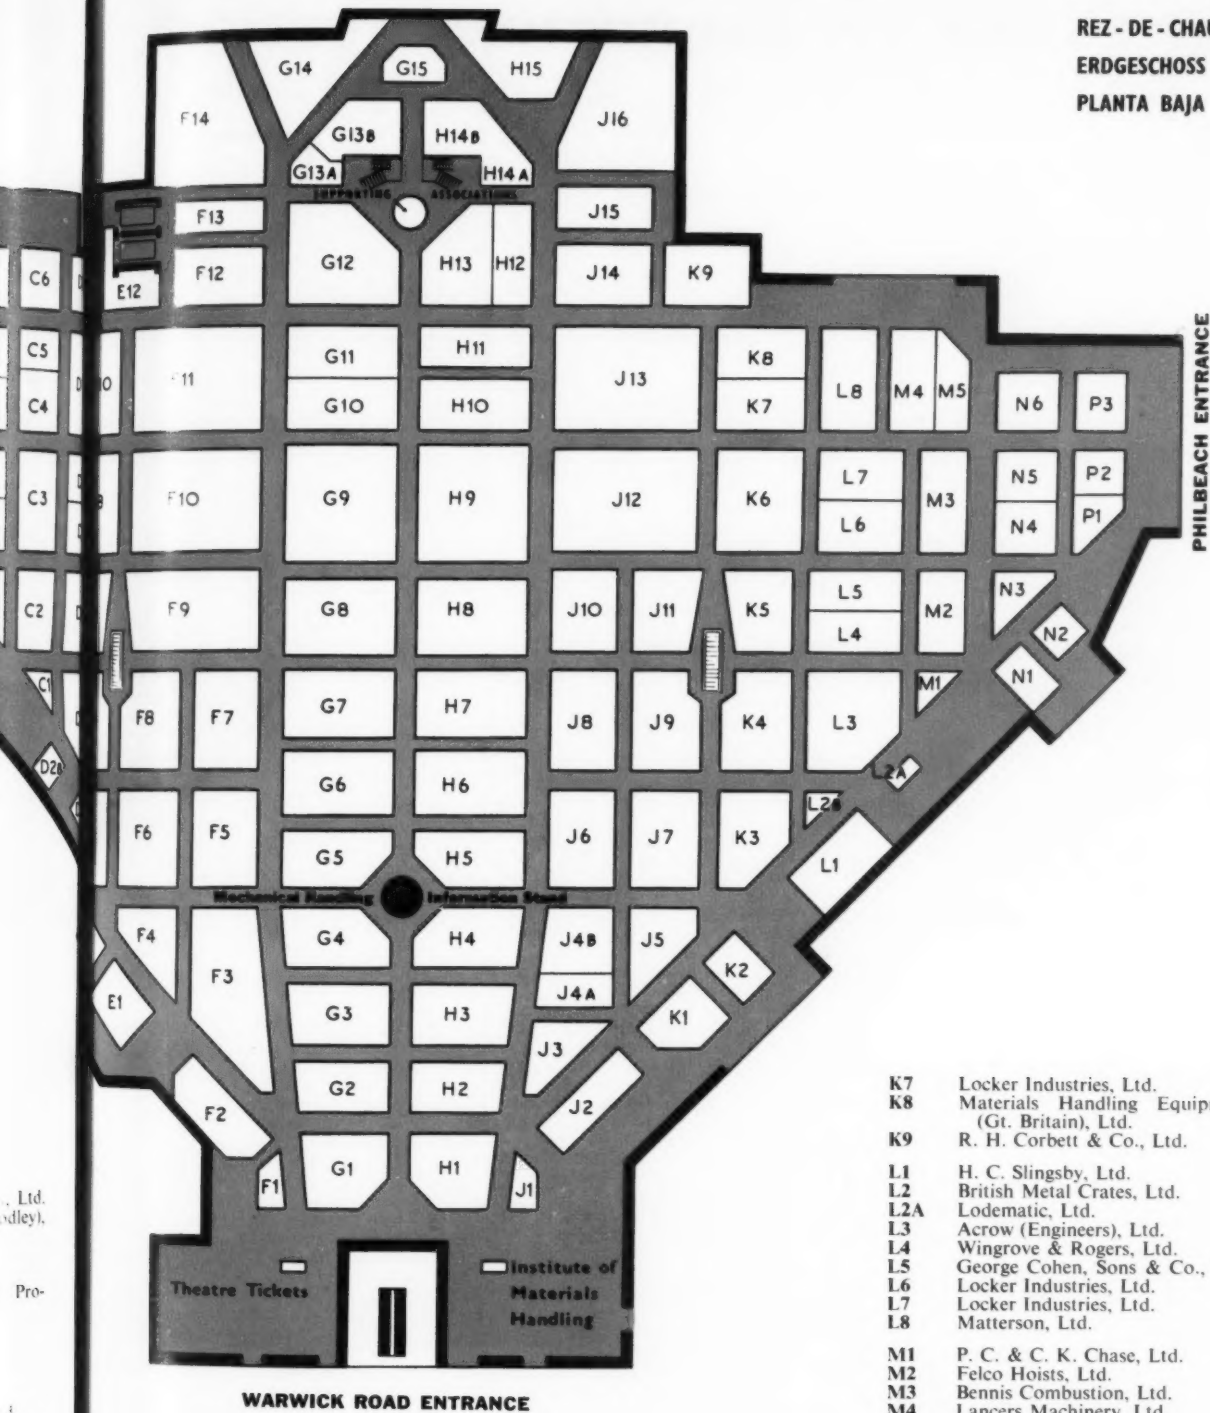 REZ - DE - CHAU
ERDGESCHOSS
PLANTA BAJA
G14
G15
H15
F14
G13B
H14B
J16
G13A
H14A
SUPPORTING ASSOCIATIONS
F13
J15
C6
E12
F12
G12
H13
H12
J14
K9
PHILBEACH ENTRANCE
C5
C4
F11
G11
G10
H11
H10
J13
K8
K7
L8
M4
M5
N6
P3
C3
F10
G9
H9
J12
K6
L7
L6
M3
N5
N4
P2
P1
C2
F9
G8
H8
J10
J11
K5
L5
L4
M2
N3
N2
N1
C1
F8
F7
G7
H7
J8
J9
K4
L3
M1
D2B
L2A
F6
F5
G6
H6
J6
J7
K3
L2B
L1
G5
H5
Mechanical Handling Information Stand
F4
F3
G4
H4
J4B
J4A
J5
K2
K1
E1
G3
H3
J3
F2
G2
H2
J2
F1
G1
H1
J1
Theatre Tickets
Institute of
Materials
Handling
WARWICK ROAD ENTRANCE
, Ltd.
dley),
Pro-
K7 Locker Industries, Ltd.
K8 Materials Handling Equip
(Gt. Britain), Ltd.
K9 R. H. Corbett & Co., Ltd.
L1 H. C. Slingsby, Ltd.
L2 British Metal Crates, Ltd.
L2A Lodematic, Ltd.
L3 Acrow (Engineers), Ltd.
L4 Wingrove & Rogers, Ltd.
L5 George Cohen, Sons & Co.,
L6 Locker Industries, Ltd.
L7 Locker Industries, Ltd.
L8 Matterson, Ltd.
M1 P. C. & C. K. Chase, Ltd.
M2 Felco Hoists, Ltd.
M3 Bennis Combustion, Ltd.
M4 Lancers Machinery, Ltd.